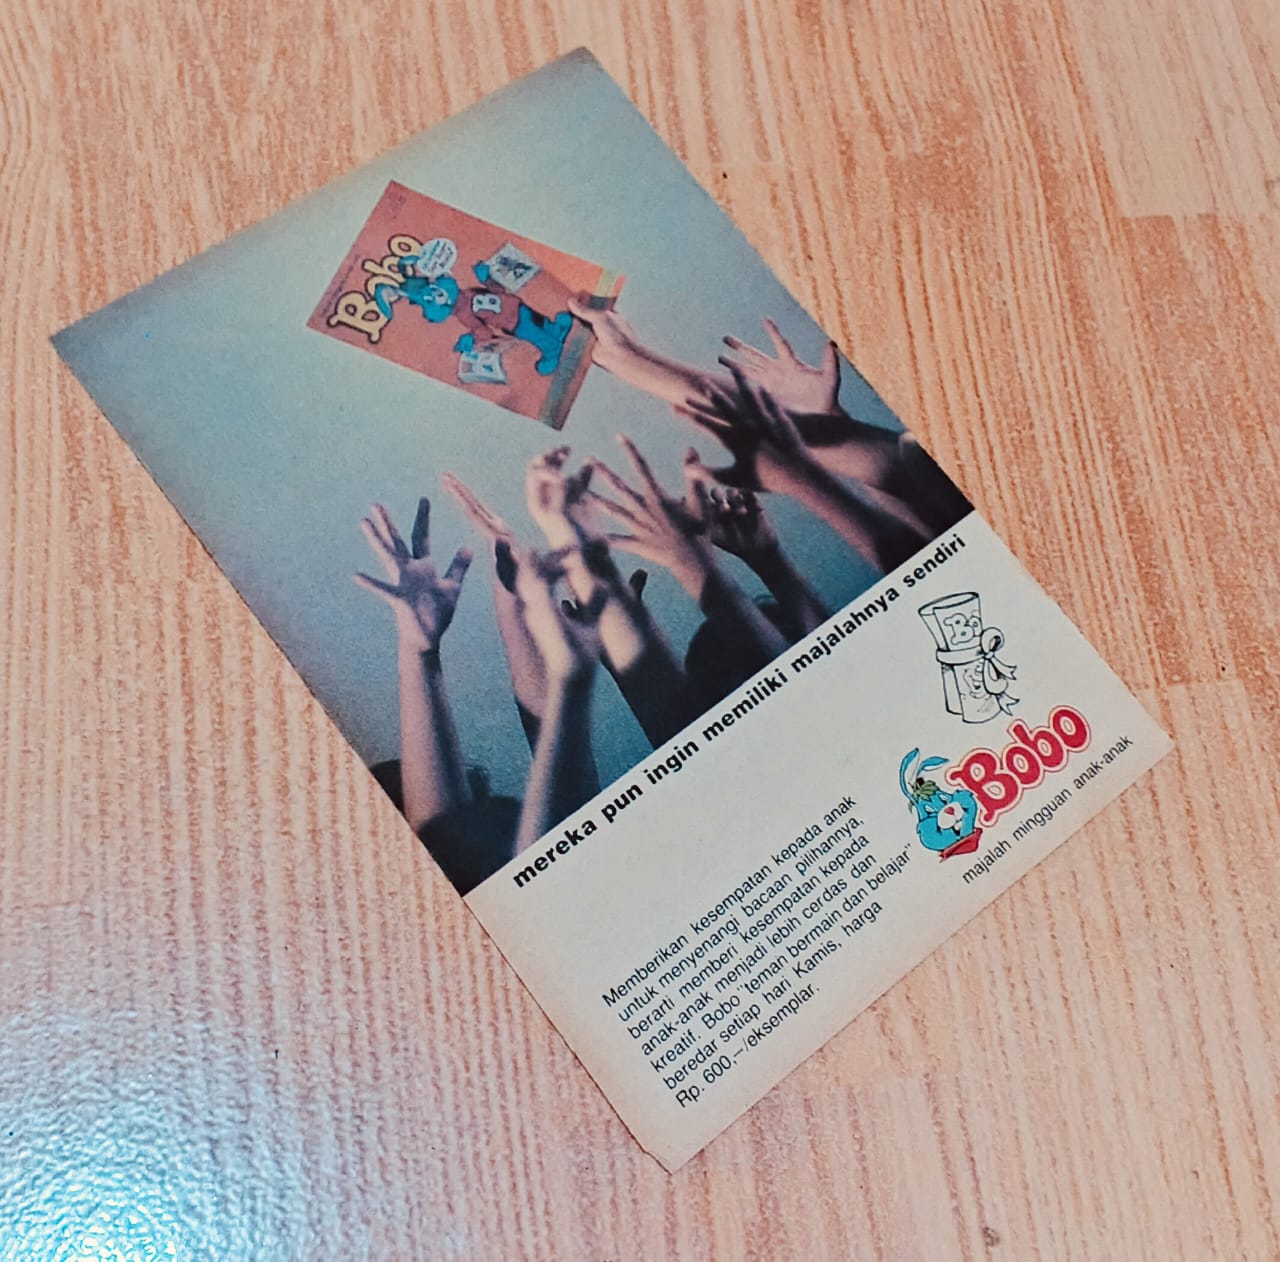 Bobo
B
mereka pun ingin memiliki majalahnya sendiri
Memberikan kesempatan kepada anak
untuk menyenangi bacaan pilihannya,
berarti memberi kesempatan kepada
anak-anak menjadi lebih cerdas dan
kreatif. Bobo "teman bermain dan belajar"
beredar setiap hari Kamis, harga
Rp. 600,—/eksemplar.
Bobo
majalah mingguan anak-anak